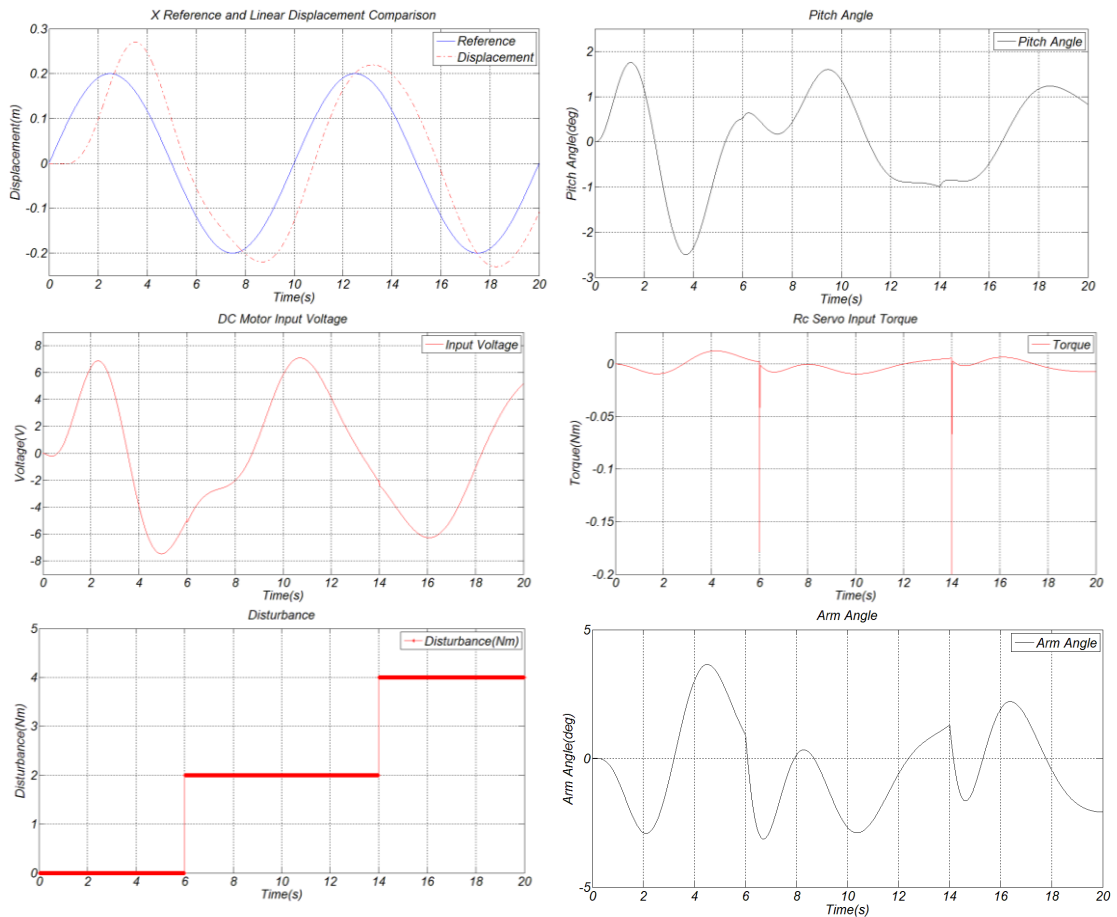 X Reference and Linear Displacement Comparison
0.3
0.2
0.1
0
-0.1
-0.2
Displacement(m)
Reference
Displacement
0 2 4 6 8 10 12 14 16 18 20
Time(s)
Pitch Angle
2
1
0
-1
-2
-3
Pitch Angle(deg)
Pitch Angle
0 2 4 6 8 10 12 14 16 18 20
Time(s)
DC Motor Input Voltage
8
6
4
2
0
-2
-4
-6
-8
Voltage(V)
Input Voltage
0 2 4 6 8 10 12 14 16 18 20
Time(s)
Rc Servo Input Torque
0
-0.05
-0.1
-0.15
-0.2
Torque(Nm)
Torque
0 2 4 6 8 10 12 14 16 18 20
Time(s)
Disturbance
5
4
3
2
1
0
Disturbance(Nm)
Disturbance(Nm)
0 2 4 6 8 10 12 14 16 18 20
Time(s)
Arm Angle
5
0
-5
Arm Angle(deg)
Arm Angle
0 2 4 6 8 10 12 14 16 18 20
Time(s)